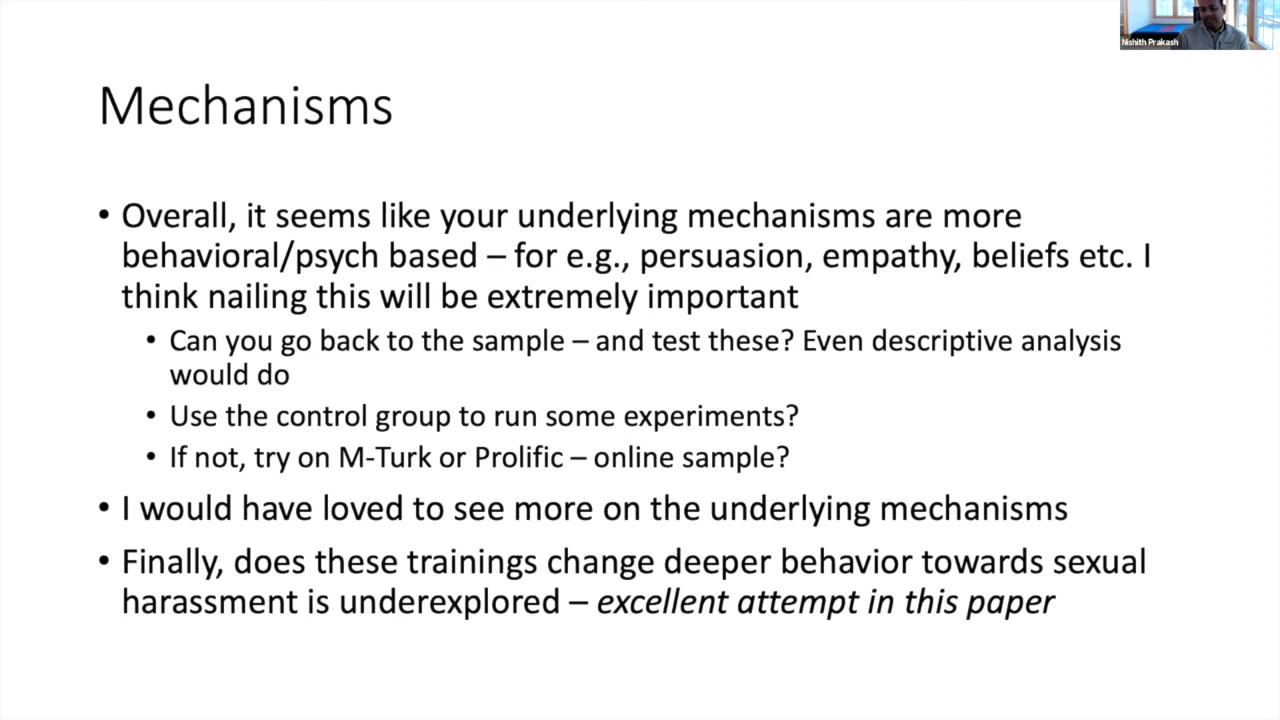 Nishith Prakash
Mechanisms
• Overall, it seems like your underlying mechanisms are more
behavioral/psych based – for e.g., persuasion, empathy, beliefs etc. I
think nailing this will be extremely important
• Can you go back to the sample – and test these? Even descriptive analysis
would do
• Use the control group to run some experiments?
• If not, try on M-Turk or Prolific – online sample?
• I would have loved to see more on the underlying mechanisms
• Finally, does these trainings change deeper behavior towards sexual
harassment is underexplored – excellent attempt in this paper